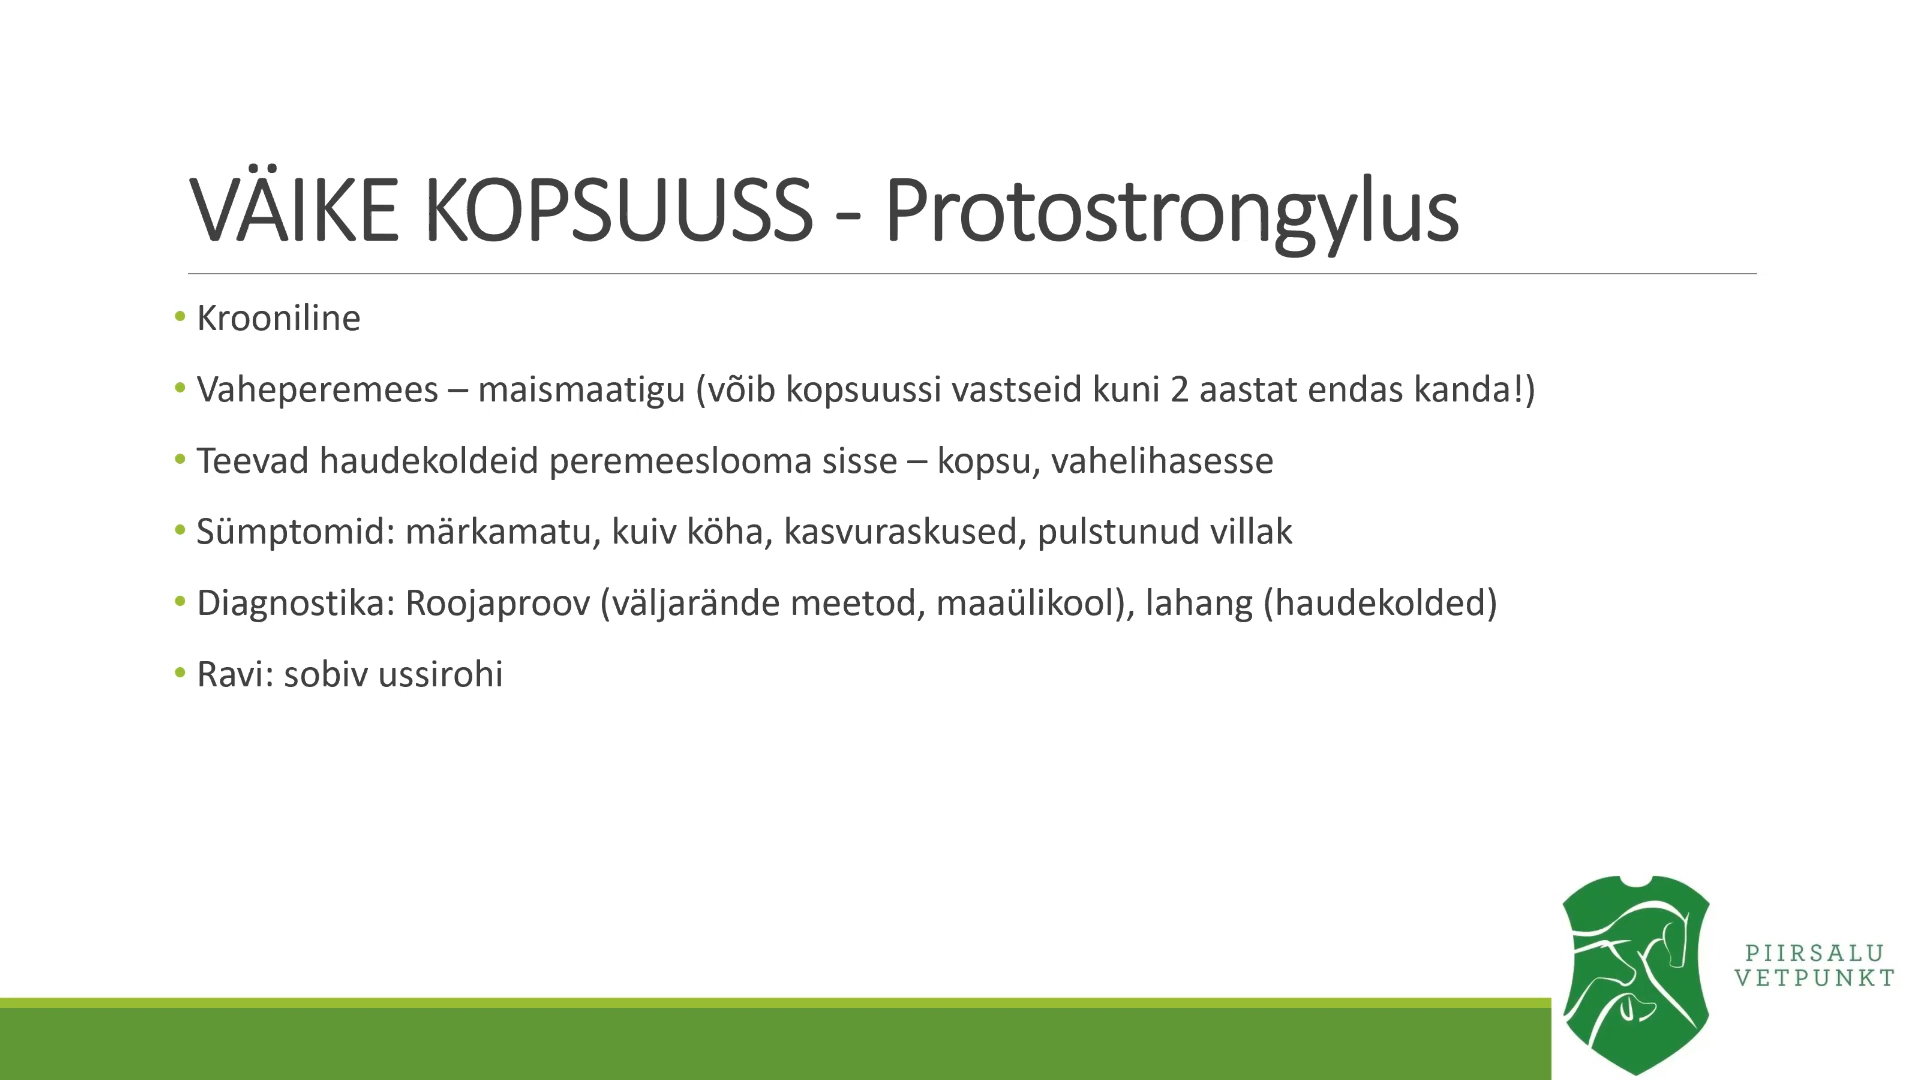 VÄIKE KOPSUUSS - Protostrongylus
• Krooniline
• Vaheperemees – maismaatigu (võib kopsuussi vastseid kuni 2 aastat endas kanda!)
• Teevad haudekoldeid peremeeslooma sisse – kopsu, vahelihasesse
• Sümptomid: märkamatu, kuiv köha, kasvuraskused, pulstunud villak
• Diagnostika: Roojaproov (väljarände meetod, maaülikool), lahang (haudekolded)
• Ravi: sobiv ussirohi
PIIRSALU
VETPUNKT